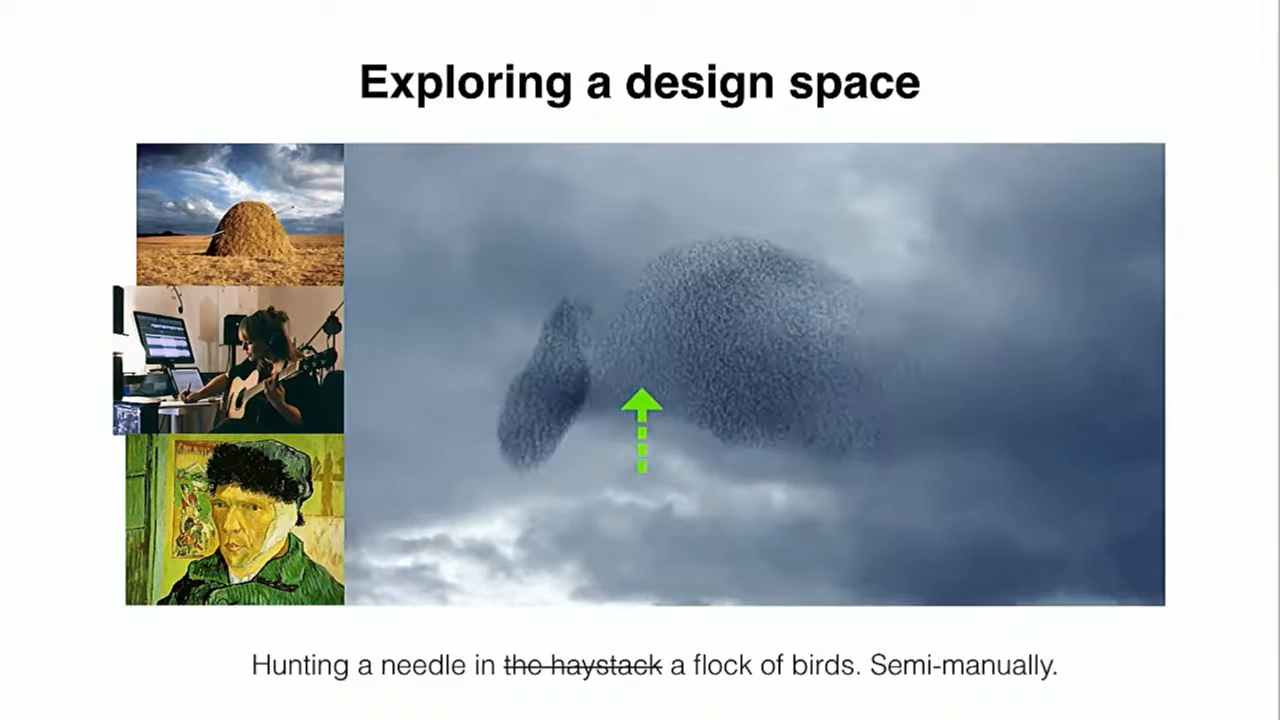 Exploring a design space
Hunting a needle in the haystack a flock of birds. Semi-manually.